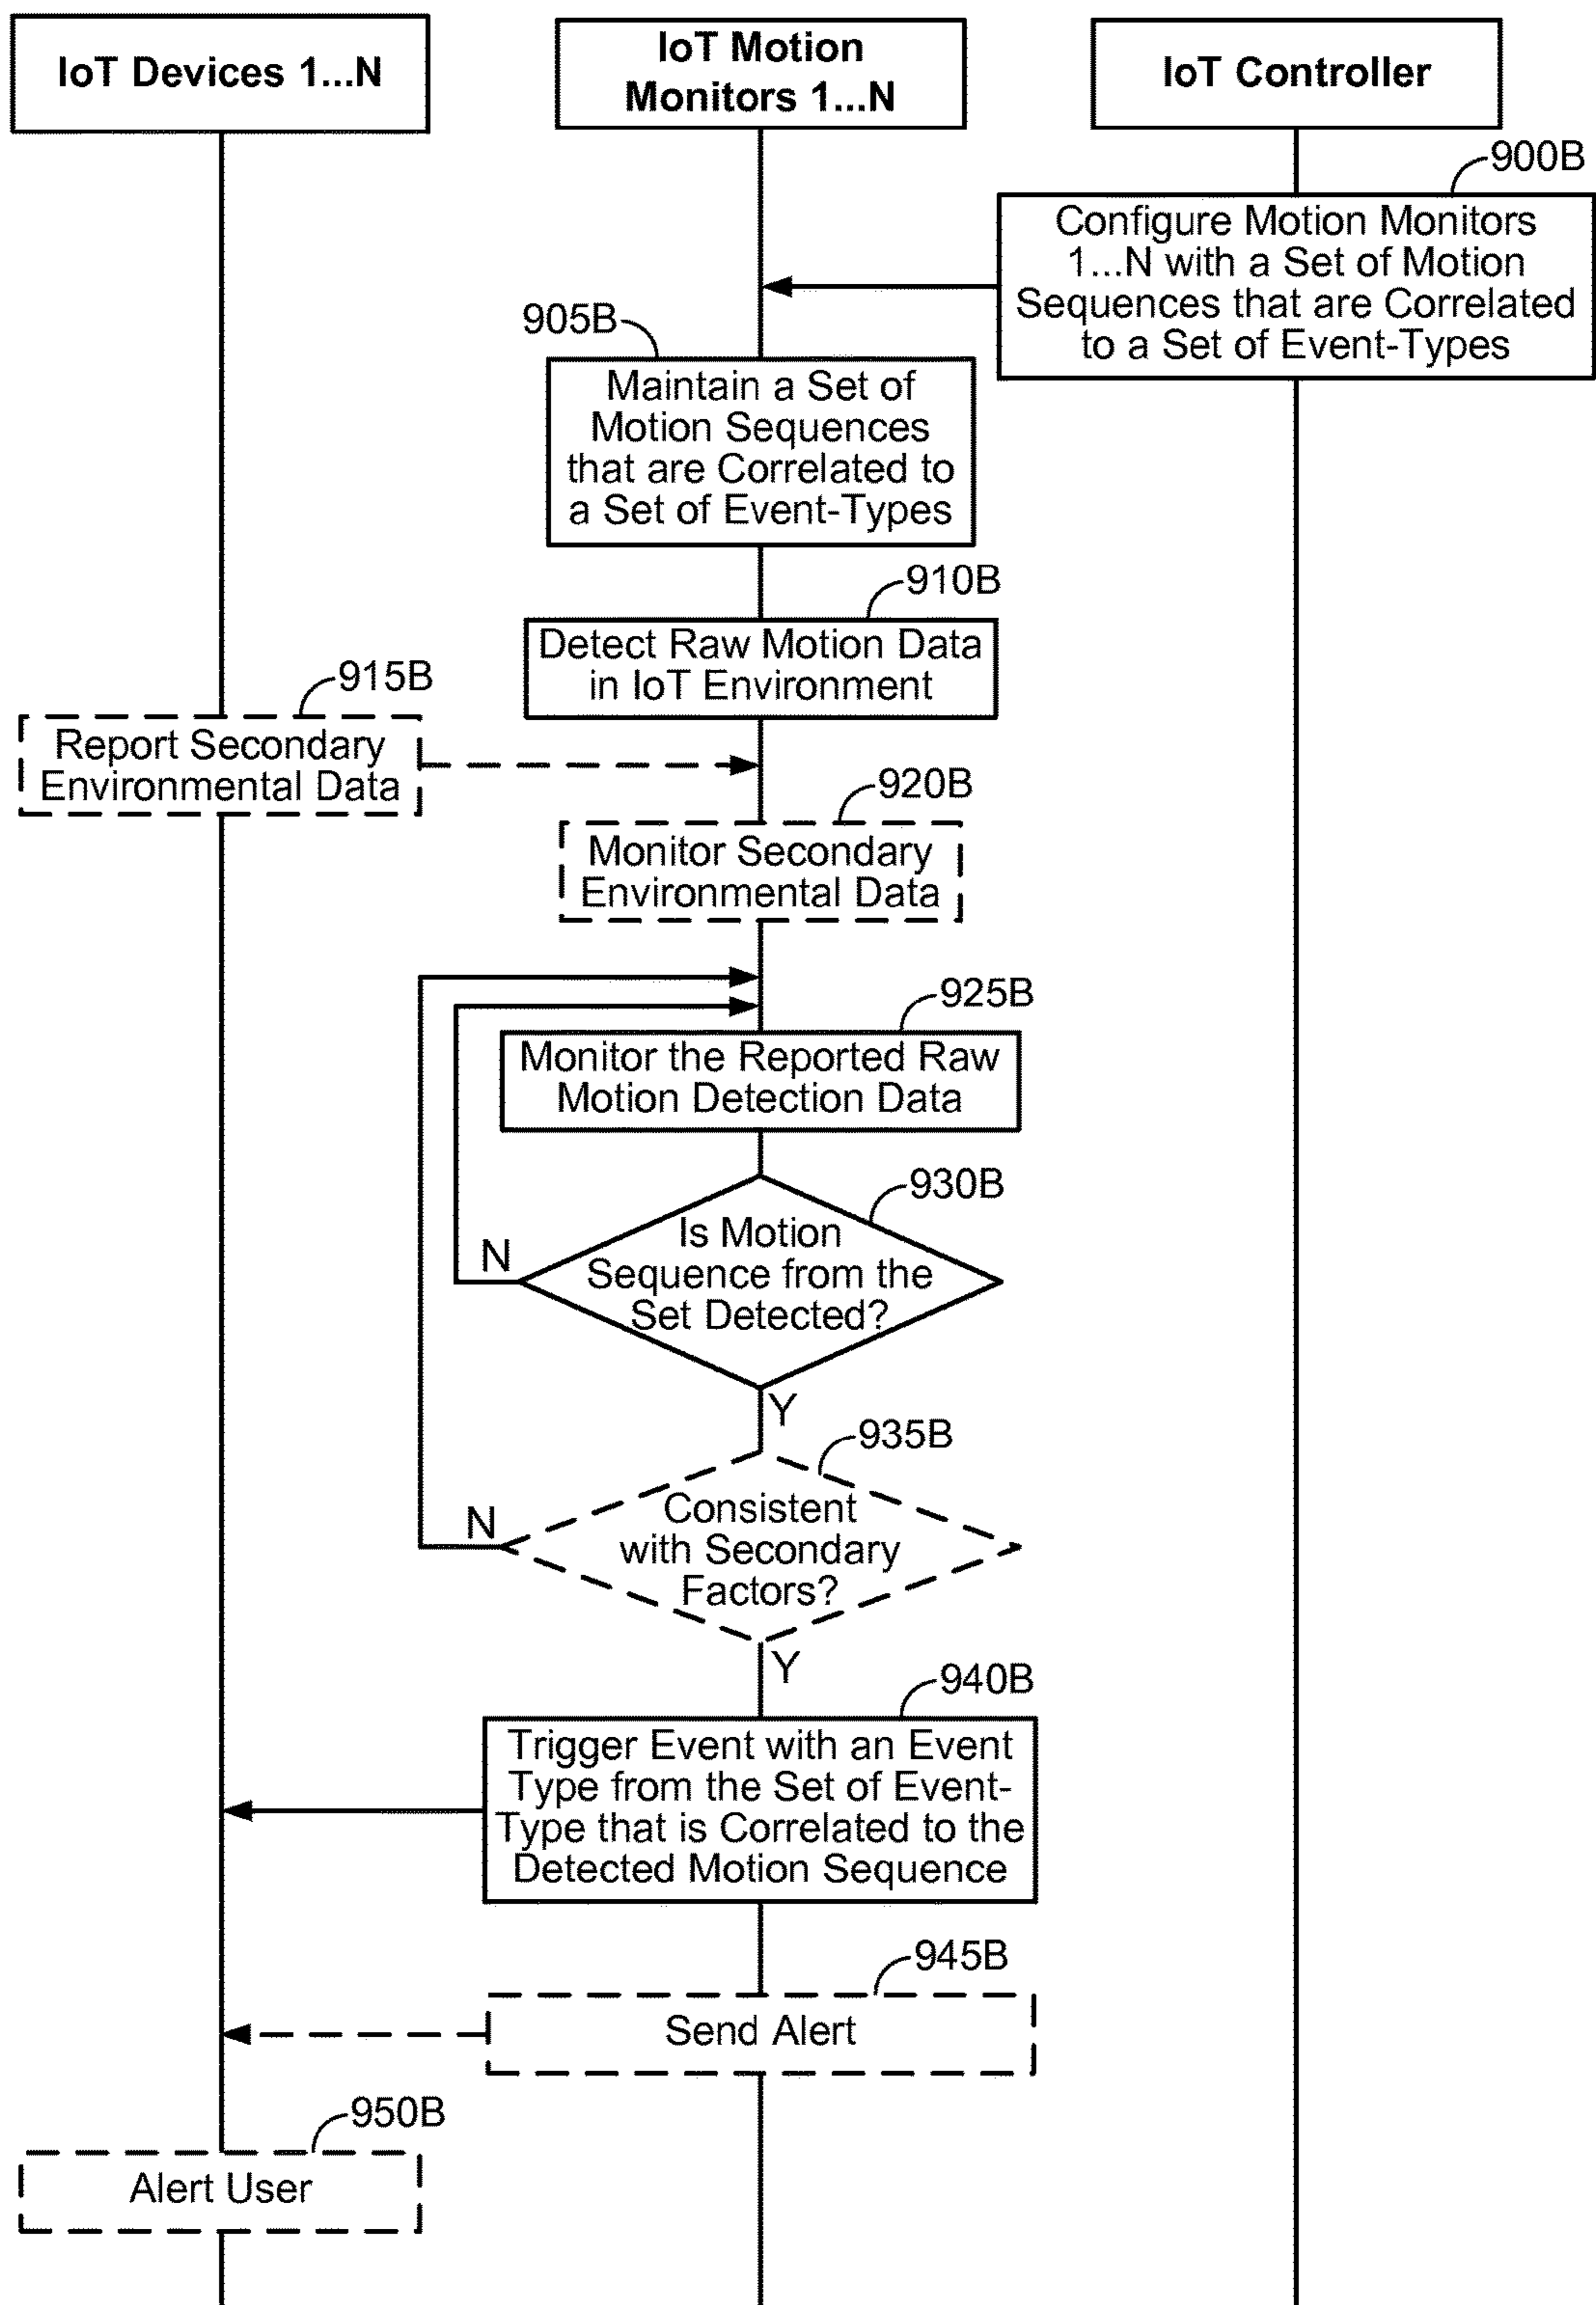 IoT Devices 1...N
IoT Motion
Monitors 1...N
IoT Controller
900B
Configure Motion Monitors
1...N with a Set of Motion
Sequences that are Correlated
to a Set of Event-Types
905B
Maintain a Set of
Motion Sequences
that are Correlated to
a Set of Event-Types
910B
Detect Raw Motion Data
in IoT Environment
915B
Report Secondary
Environmental Data
920B
Monitor Secondary
Environmental Data
925B
Monitor the Reported Raw
Motion Detection Data
930B
Is Motion
Sequence from the
Set Detected?
N
Y
935B
Consistent
with Secondary
Factors?
N
Y
940B
Trigger Event with an Event
Type from the Set of Event-
Type that is Correlated to the
Detected Motion Sequence
945B
Send Alert
950B
Alert User